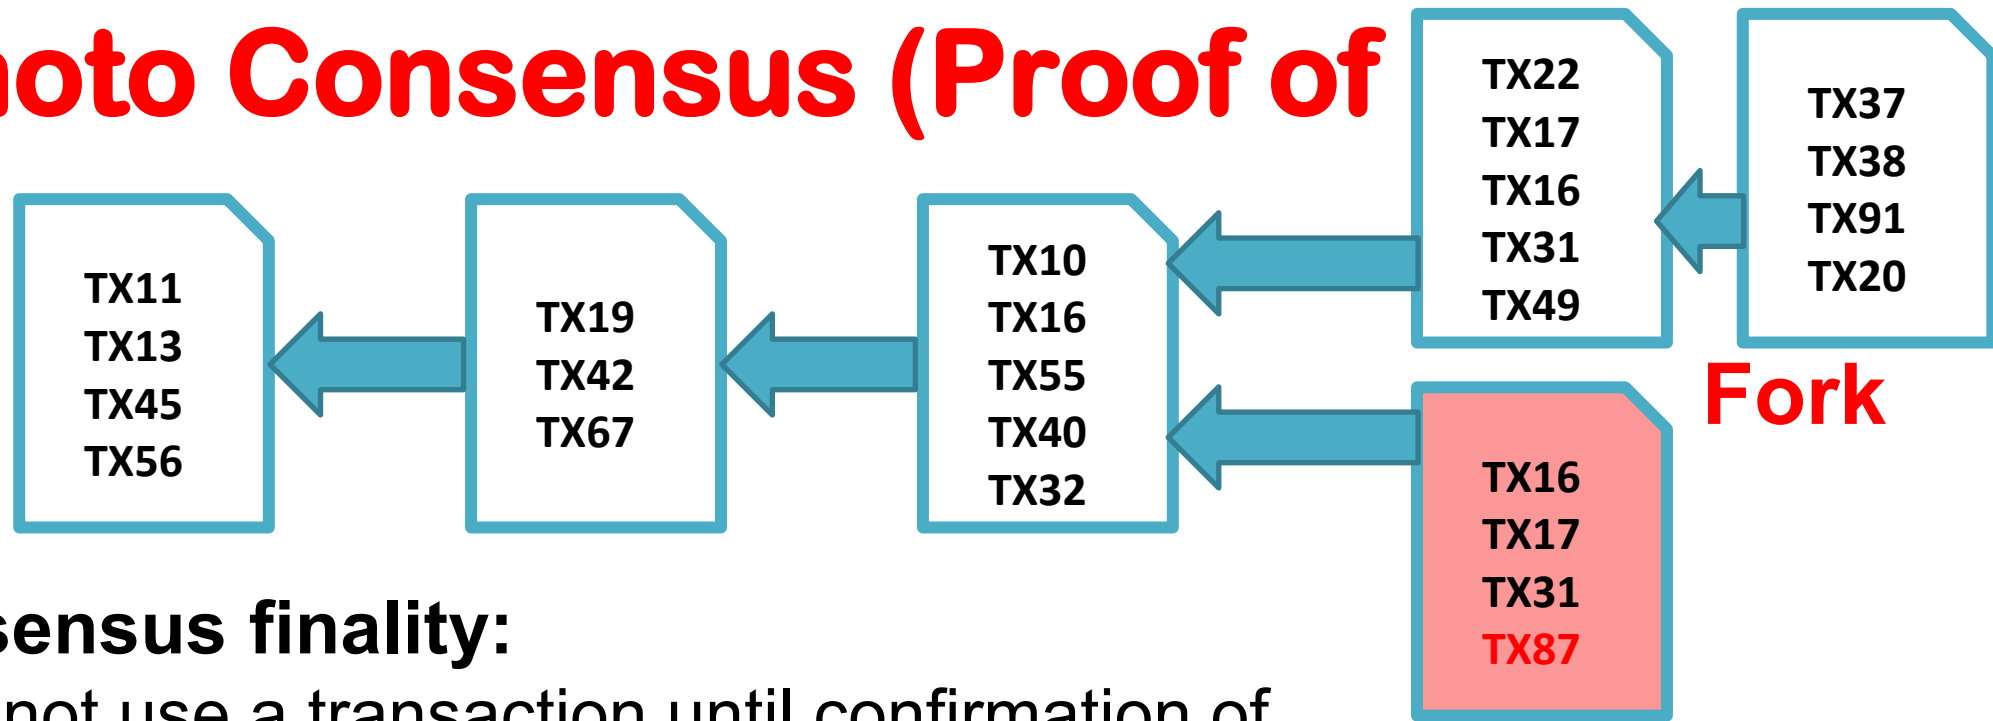 moto Consensus (Proof of
TX11
TX13
TX45
TX56
TX19
TX42
TX67
TX10
TX16
TX55
TX40
TX32
TX22
TX17
TX16
TX31
TX49
TX37
TX38
TX91
TX20
Fork
TX16
TX17
TX31
TX87
sensus finality:
not use a transaction until confirmation of